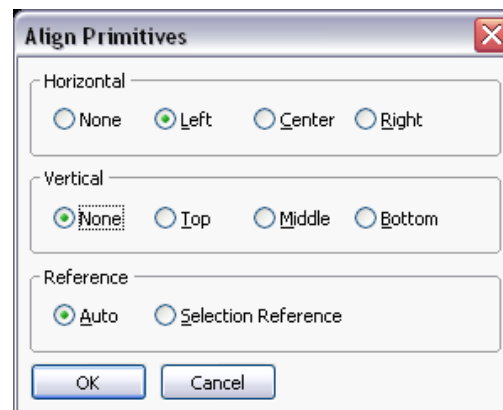 Align Primitives
Horizontal
None Left Center Right
Vertical
None Top Middle Bottom
Reference
Auto Selection Reference
OK Cancel